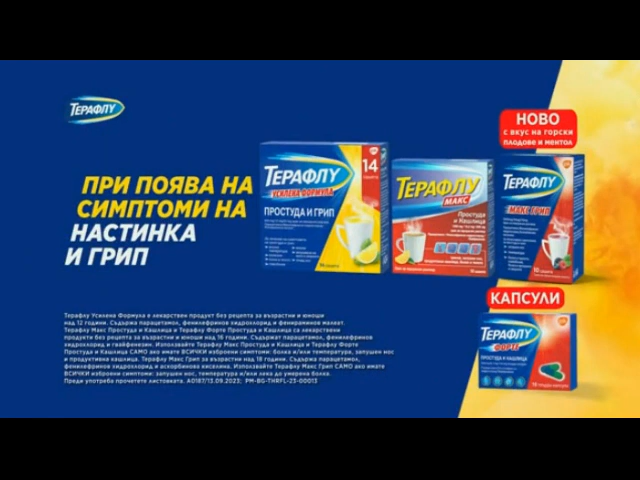 ТЕРАФЛУ
ПРИ ПОЯВА НА
СИМПТОМИ НА
НАСТИНКА
И ГРИП
ТЕРАФЛУ
УСИЛЕНА ФОРМУЛА
14
ПРОСТУДА И ГРИП
ТЕРАФЛУ
МАКС
Простуда и
Кашлица
НОВО
с вкус на горски
плодове и ментол
ТЕРАФЛУ
МАКС ГРИП
КАПСУЛИ
ТЕРАФЛУ
ФОРТЕ
ПРОСТУДА И КАШЛИЦА
Терафлу Усилена Формула е лекарствен продукт без рецепта за възрастни и юноши
над 12 години. Съдържа парацетамол, фенилефринов хидрохлорид и фенираминов малеат.
Терафлу Макс Простуда и Кашлица и Терафлу Форте Простуда и Кашлица са лекарствени
продукти без рецепта за възрастни и юноши над 16 години. Съдържат парацетамол, фенилефринов
хидрохлорид и гвайфенезин. Използвайте Терафлу Макс Простуда и Кашлица и Терафлу Форте
Простуда и Кашлица САМО ако имате ВСИЧКИ изброени симптоми: болка и/или температура, запушен нос
и продуктивна кашлица. Терафлу Макс Грип за възрастни над 18 години. Съдържа парацетамол,
фенилефринов хидрохлорид и аскорбинова киселина. Използвайте Терафлу Макс Грип САМО ако имате
ВСИЧКИ изброени симптоми: запушен нос, температура и/или лека до умерена болка.
Преди употреба прочетете листовката. A0187/13.09.2023; PM-BG-THRFL-23-00013